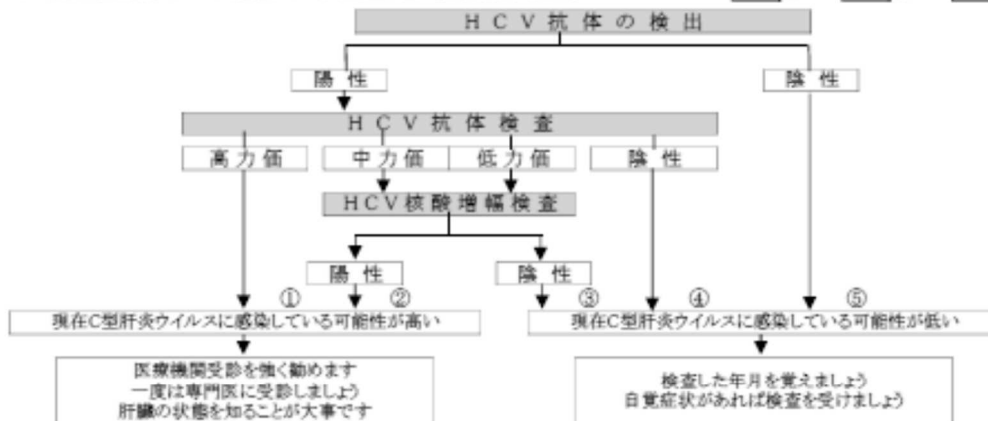 HCV抗体の検出
陽性
陰性
HCV抗体検査
高力価
中力価
低力価
陰性
HCV核酸増幅検査
陽性
陰性
①
②
③
④
⑤
現在C型肝炎ウイルスに感染している可能性が高い
現在C型肝炎ウイルスに感染している可能性が低い
医療機関受診を強く勧めます
一度は専門医に受診しましょう
肝臓の状態を知ることが大事です
検査した年月を覚えましょう
自覚症状があれば検査を受けましょう